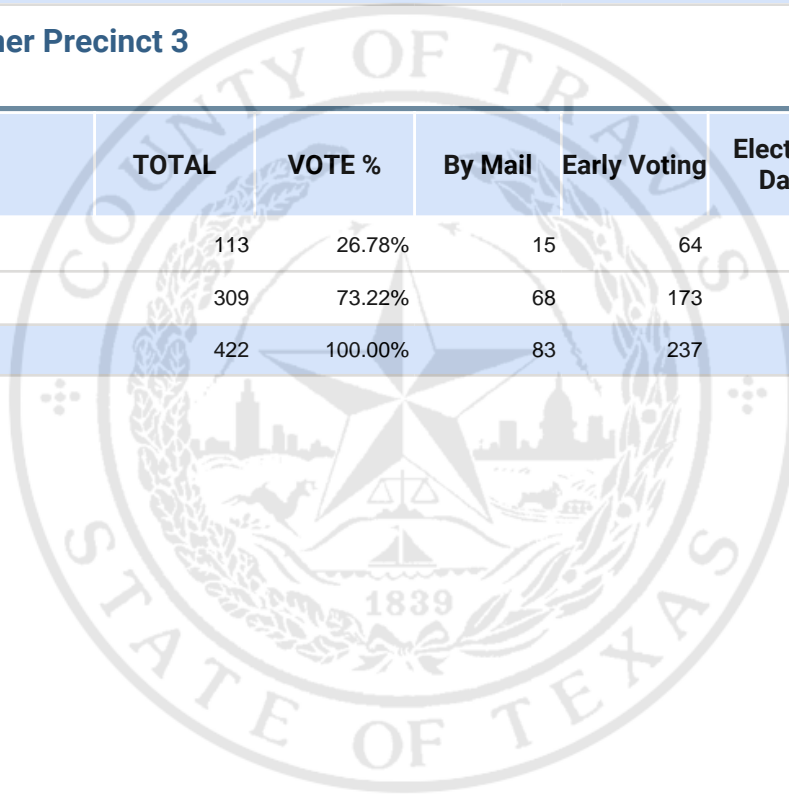 ner Precinct 3
TOTAL VOTE % By Mail Early Voting Elect
Da
113 26.78% 15 64
309 73.22% 68 173
422 100.00% 83 237
COUNTY OF TRAVIS
1839
STATE OF TEXAS